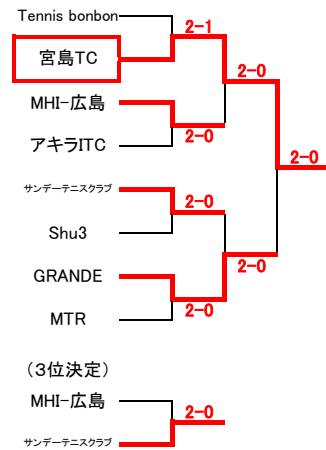 Tennis bonbon
2-1
宮島TC
2-0
MHI-広島
2-0
アキラITC
2-0
サンデーテニスクラブ
2-0
Shu3
2-0
GRANDE
2-0
MTR
(3位決定)
MHI-広島
2-0
サンデーテニスクラブ